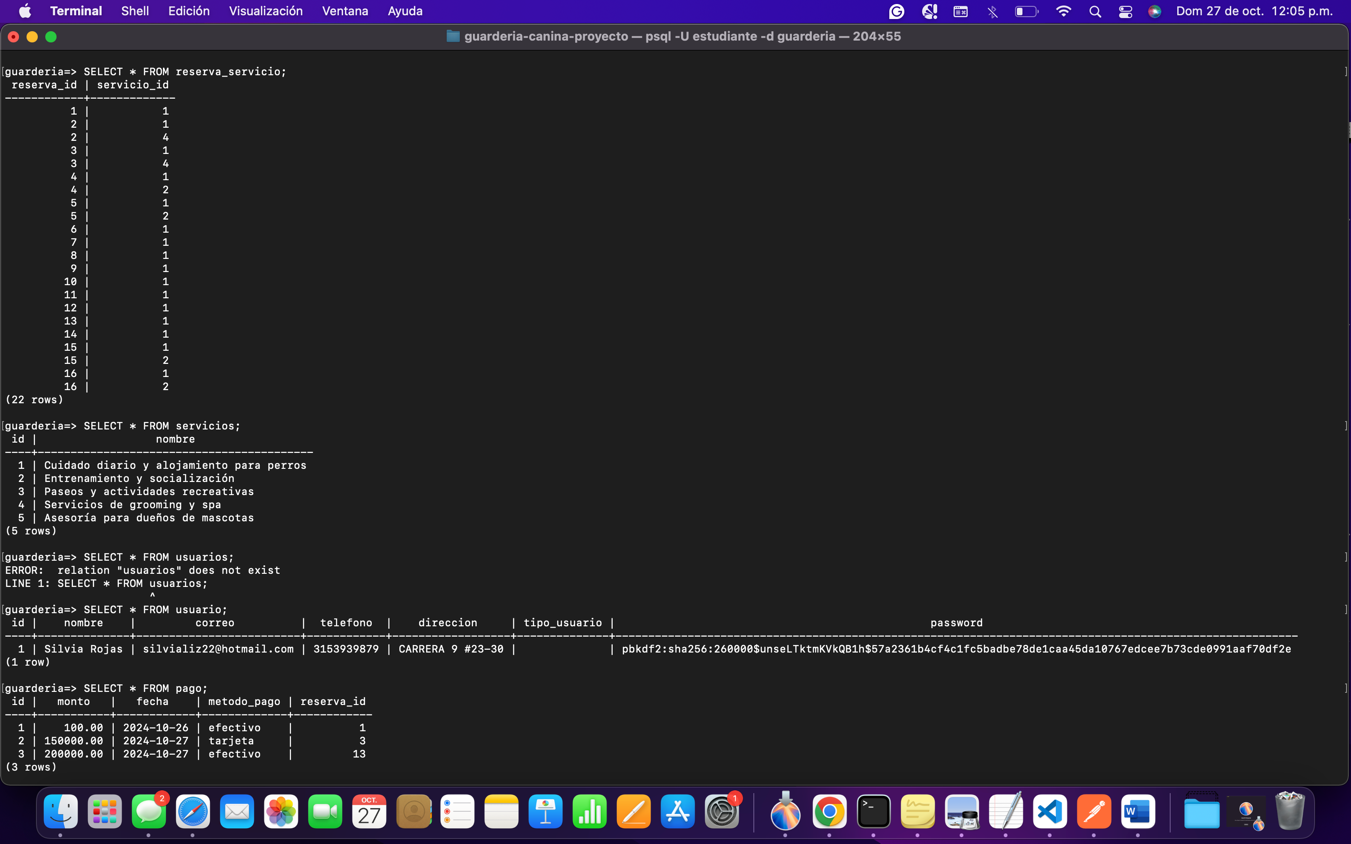 Terminal Shell Edición Visualización Ventana Ayuda Dom 27 de oct. 12:05 p.m.
guarderia-canina-proyecto — psql -U estudiante -d guarderia — 204×55
[guarderia=> SELECT * FROM reserva_servicio; ]
reserva_id | servicio_id
------------+-------------
1 | 1
2 | 1
2 | 4
3 | 1
3 | 4
4 | 1
4 | 2
5 | 1
5 | 2
6 | 1
7 | 1
8 | 1
9 | 1
10 | 1
11 | 1
12 | 1
13 | 1
14 | 1
15 | 1
15 | 2
16 | 1
16 | 2
(22 rows)
[guarderia=> SELECT * FROM servicios; ]
id | nombre
----+------------------------------------------
1 | Cuidado diario y alojamiento para perros
2 | Entrenamiento y socialización
3 | Paseos y actividades recreativas
4 | Servicios de grooming y spa
5 | Asesoría para dueños de mascotas
(5 rows)
[guarderia=> SELECT * FROM usuarios; ]
ERROR: relation "usuarios" does not exist
LINE 1: SELECT * FROM usuarios;
^
[guarderia=> SELECT * FROM usuario; ]
id | nombre | correo | telefono | direccion | tipo_usuario | password
----+--------------+-------------------------+------------+------------------+--------------+--------------------------------------------------------------------------------------------------------
1 | Silvia Rojas | silvializ22@hotmail.com | 3153939879 | CARRERA 9 #23-30 | | pbkdf2:sha256:260000$unseLTktmKVkQB1h$57a2361b4cf4c1fc5badbe78de1caa45da10767edcee7b73cde0991aaf70df2e
(1 row)
[guarderia=> SELECT * FROM pago; ]
id | monto | fecha | metodo_pago | reserva_id
----+-----------+------------+-------------+------------
1 | 100.00 | 2024-10-26 | efectivo | 1
2 | 150000.00 | 2024-10-27 | tarjeta | 3
3 | 200000.00 | 2024-10-27 | efectivo | 13
(3 rows)
2
OCT.
27
1